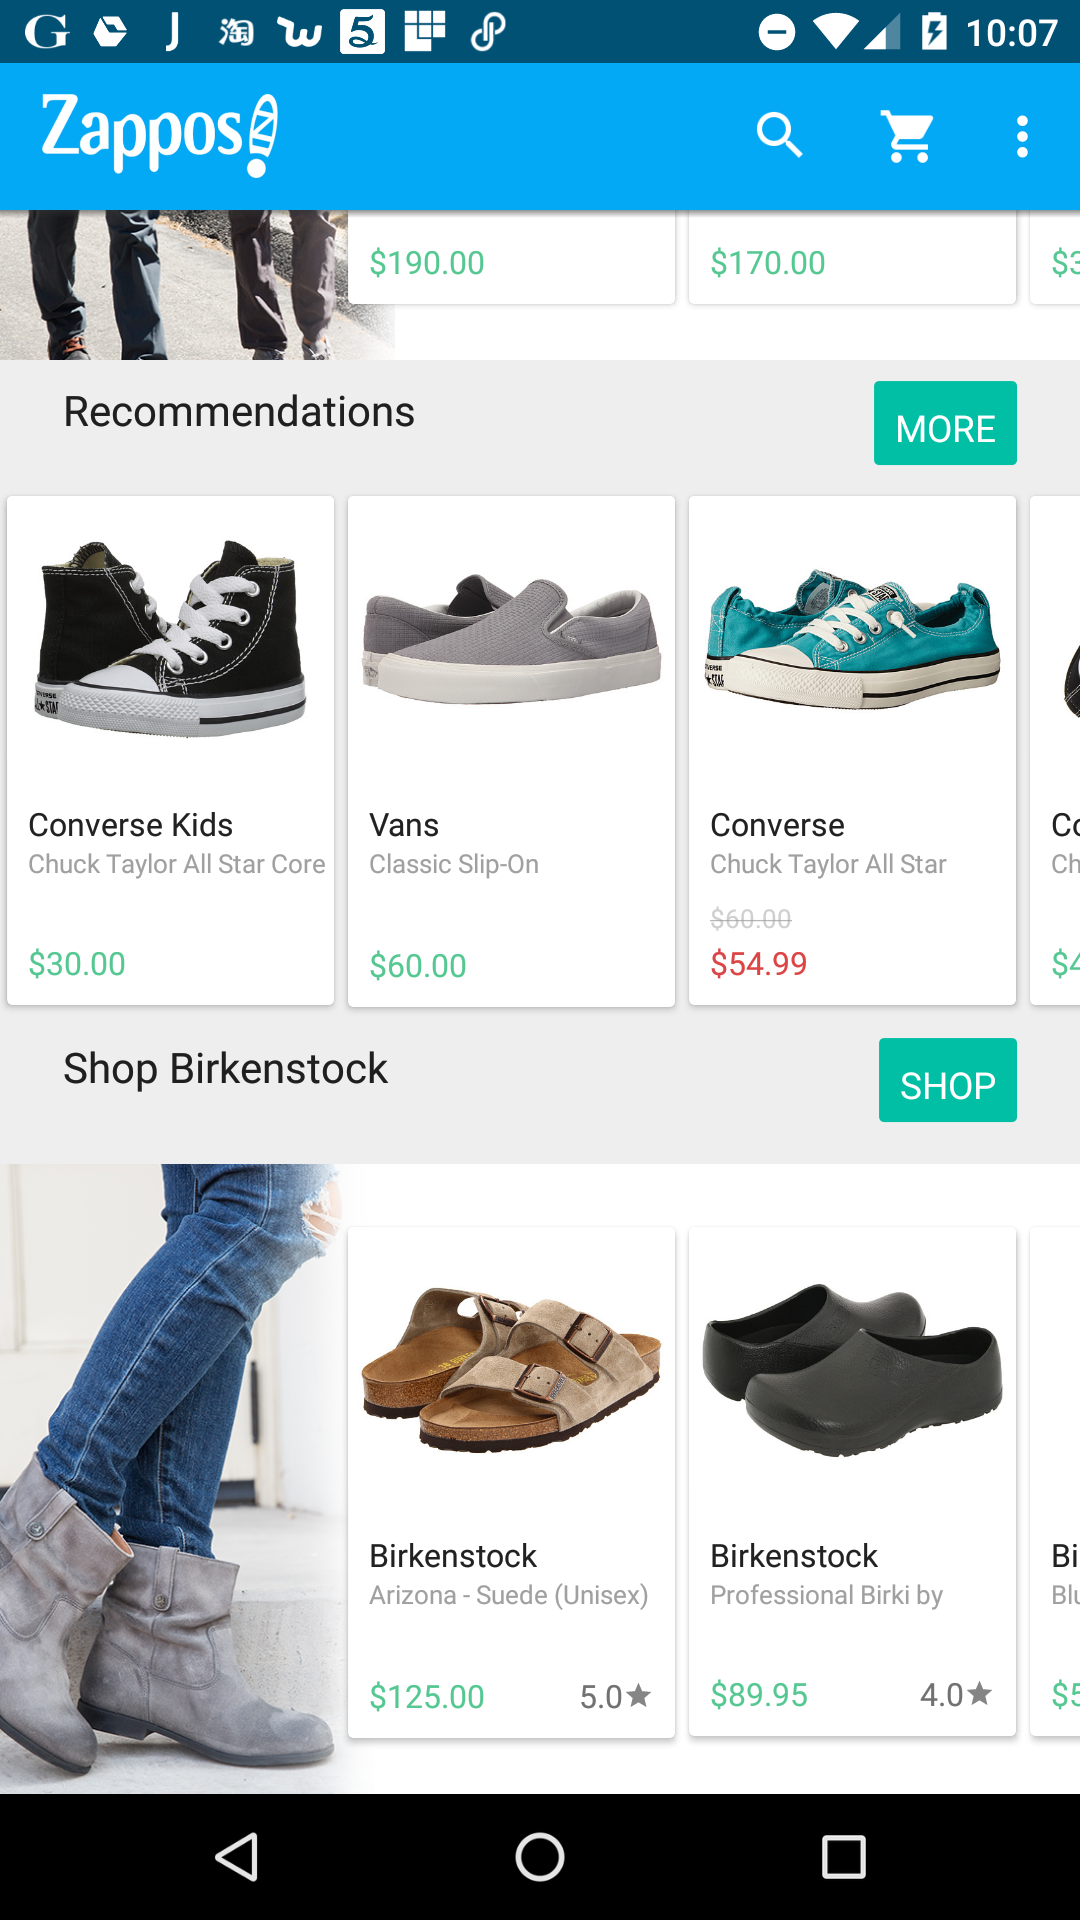 G J 淘 w 5 10:07
Zappos
$190.00 $170.00 $3
Recommendations MORE
Converse Kids Vans Converse Co
Chuck Taylor All Star Core Classic Slip-On Chuck Taylor All Star Ch
$60.00
$30.00 $60.00 $54.99 $4
Shop Birkenstock SHOP
Birkenstock Birkenstock Bi
Arizona - Suede (Unisex) Professional Birki by Blu
$125.00 5.0★ $89.95 4.0★ $5